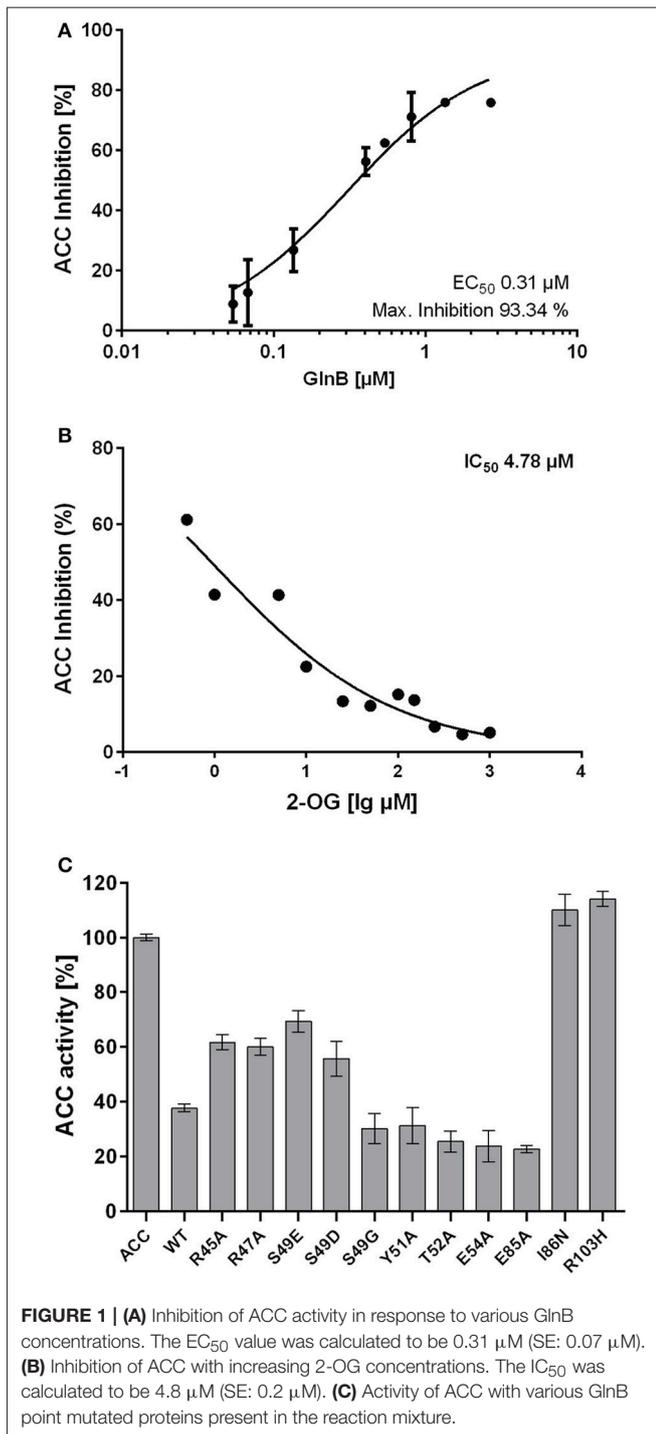 A
ACC Inhibition [%]
100
80
60
40
20
0
EC50 0.31 µM
Max. Inhibition 93.34 %
0.01
0.1
1
10
GlnB [µM]
B
ACC Inhibition (%)
80
60
40
20
0
IC50 4.78 µM
-1
0
1
2
3
4
2-OG [lg µM]
C
ACC activity [%]
120
100
80
60
40
20
0
ACC
WT
R45A
R47A
S49E
S49D
S49G
Y51A
T52A
E54A
E85A
I86N
R103H
FIGURE 1 | (A) Inhibition of ACC activity in response to various GlnB
concentrations. The EC50 value was calculated to be 0.31 µM (SE: 0.07 µM).
(B) Inhibition of ACC with increasing 2-OG concentrations. The IC50 was
calculated to be 4.8 µM (SE: 0.2 µM). (C) Activity of ACC with various GlnB
point mutated proteins present in the reaction mixture.